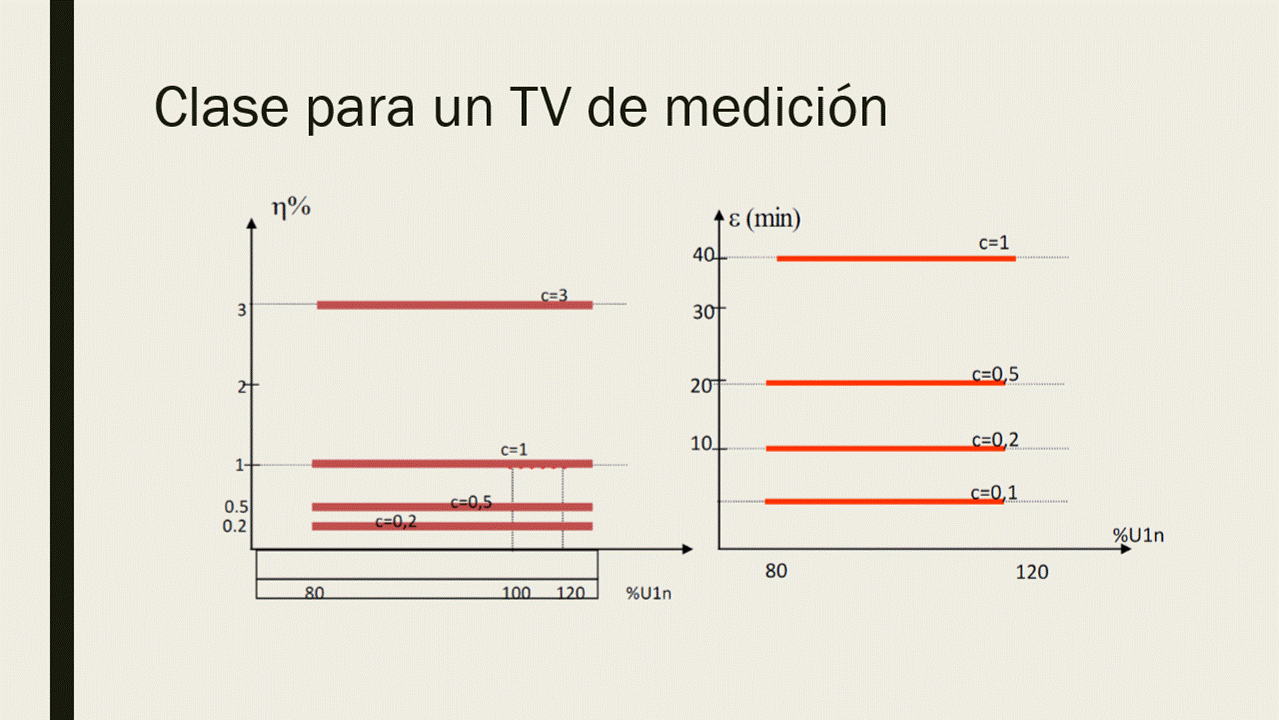 Clase para un TV de medición
η%
c=3
3
2
c=1
1
0.5
c=0,5
0.2
c=0,2
80
100
120
%U1n
ε (min)
c=1
40
30
c=0,5
20
c=0,2
10
c=0,1
%U1n
80
120